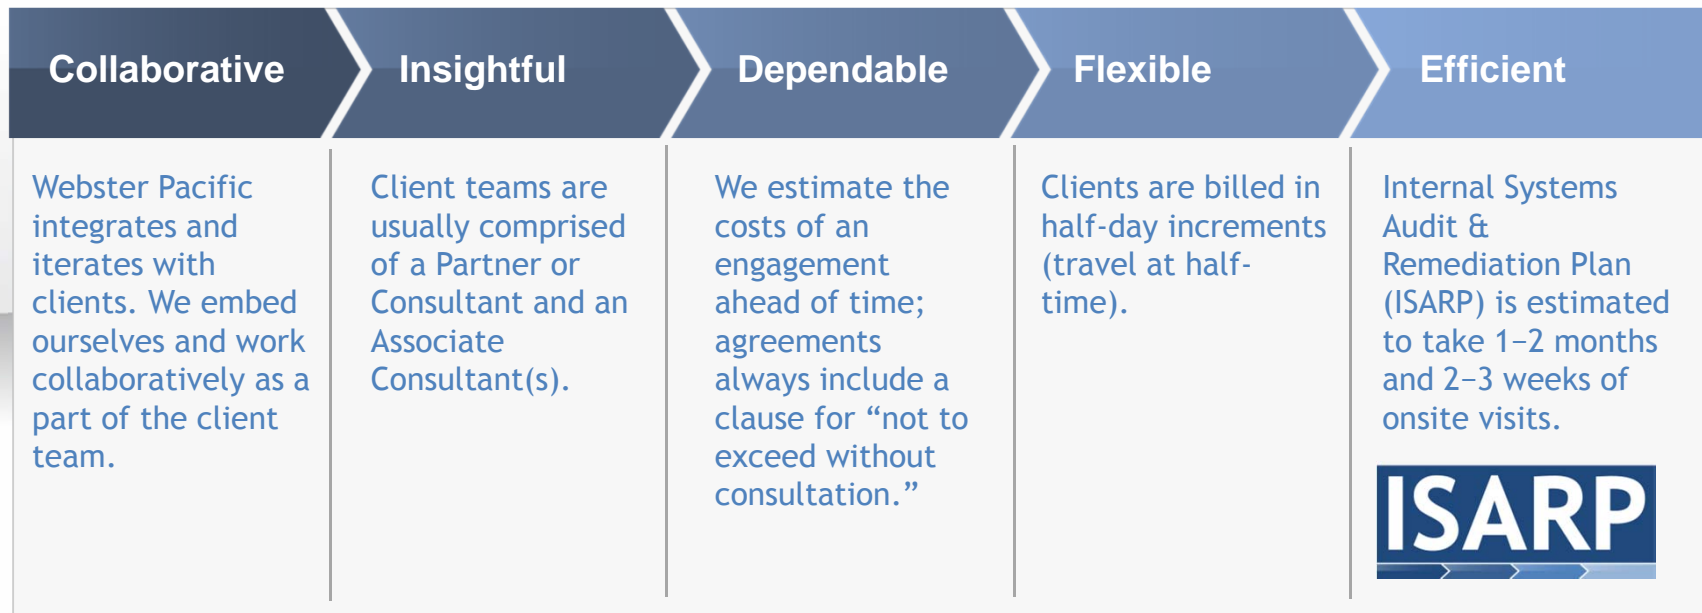 Collaborative
Insightful
Dependable
Flexible
Efficient
Webster Pacific
integrates and
iterates with
clients. We embed
ourselves and work
collaboratively as a
part of the client
team.
Client teams are
usually comprised
of a Partner or
Consultant and an
Associate
Consultant(s).
We estimate the
costs of an
engagement
ahead of time;
agreements
always include a
clause for “not to
exceed without
consultation.”
Clients are billed in
half-day increments
(travel at half-
time).
Internal Systems
Audit &
Remediation Plan
(ISARP) is estimated
to take 1−2 months
and 2−3 weeks of
onsite visits.
ISARP